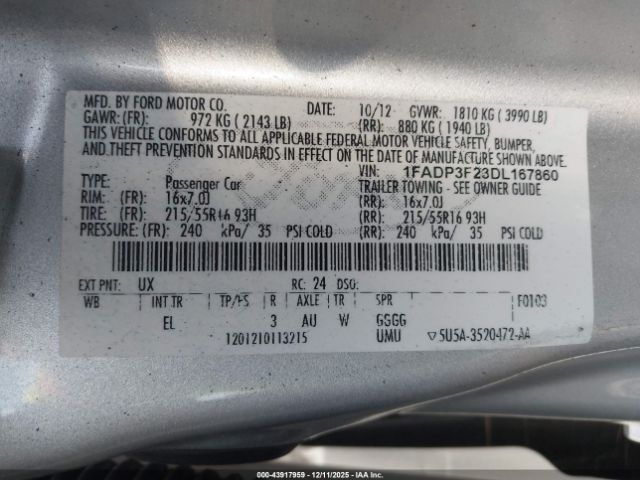 MFD. BY FORD MOTOR CO. DATE: 10/12 GVWR: 1810 KG ( 3990 LB)
GAWR: (FR): 972 KG ( 2143 LB) (RR): 880 KG ( 1940 LB)
THIS VEHICLE CONFORMS TO ALL APPLICABLE FEDERAL MOTOR VEHICLE SAFETY, BUMPER,
AND THEFT PREVENTION STANDARDS IN EFFECT ON THE DATE OF MANUFACTURE SHOWN ABOVE.
VIN: 1FADP3F23DL167860
TYPE: Passenger Car TRAILER TOWING - SEE OWNER GUIDE
RIM: (FR): 16x7.0J (RR): 16x7.0J
TIRE: (FR): 215/55R16 93H (RR): 215/55R16 93H
PRESSURE: (FR): 240 kPa/ 35 PSI COLD (RR): 240 kPa/ 35 PSI COLD
EXT PNT: UX RC: 24 DSO:
WB INT TR TP/PS R AXLE TR SPR F0103
EL 3 AU W GGGG
1201210113215 UMU ▽5U5A-3520472-AA
000-43917959 - 12/11/2025 - IAAI Inc.